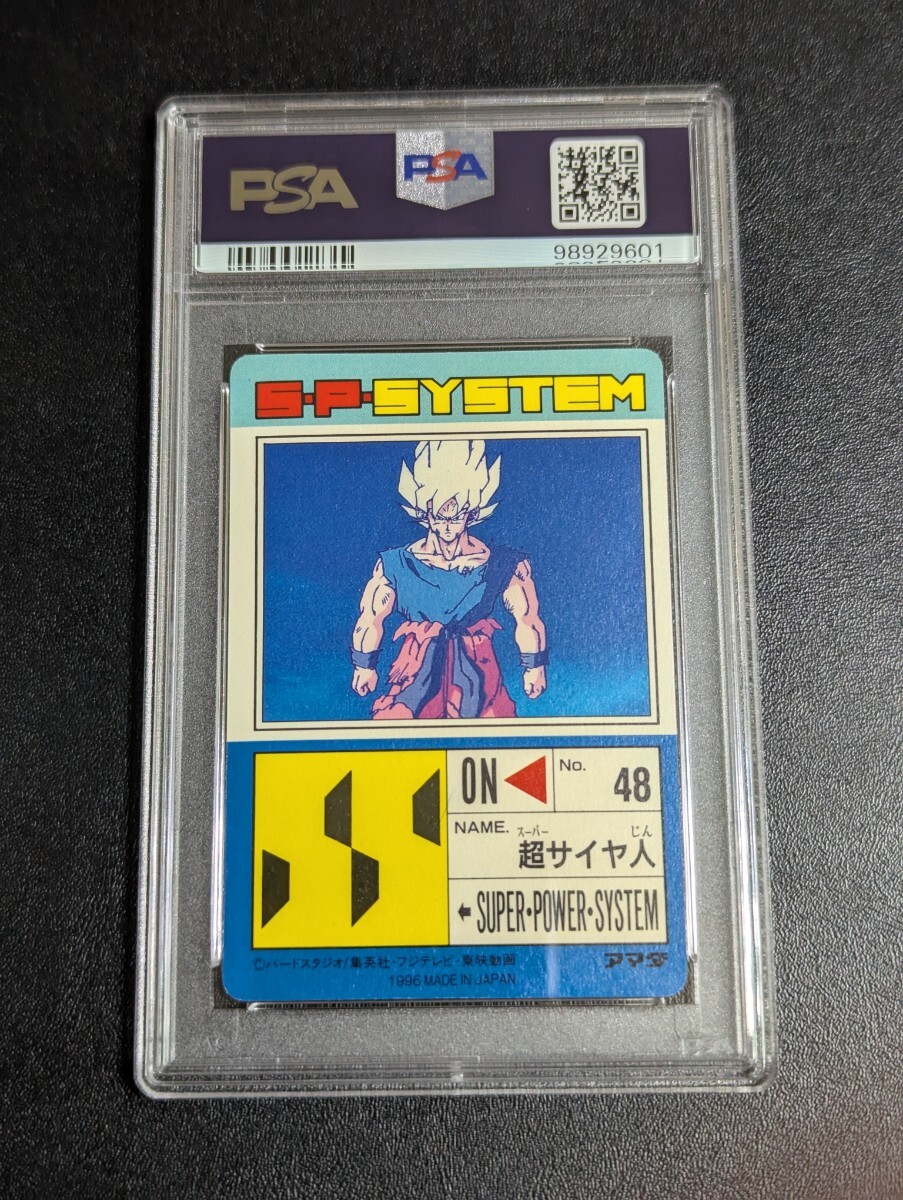 PSA
PSA
98929601
S·P·SYSTEM
ON
No.
48
NAME.
スーパー
じん
超サイヤ人
SUPER•POWER•SYSTEM
©バードスタジオ/集英社・フジテレビ・東映動画
アマダ
1996 MADE IN JAPAN